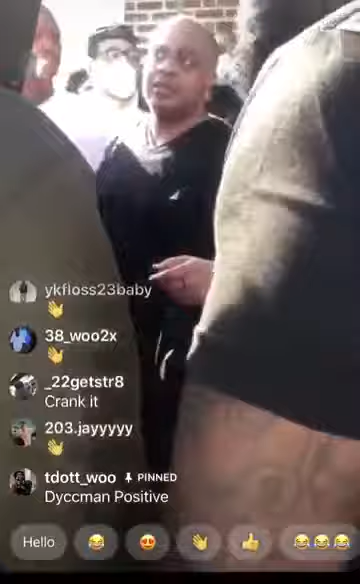 ykfloss23baby
👋
38_woo2x
👋
_22getstr8
Crank it
203.jayyyyy
👋
tdott_woo PINNED
Dyccman Positive
Hello